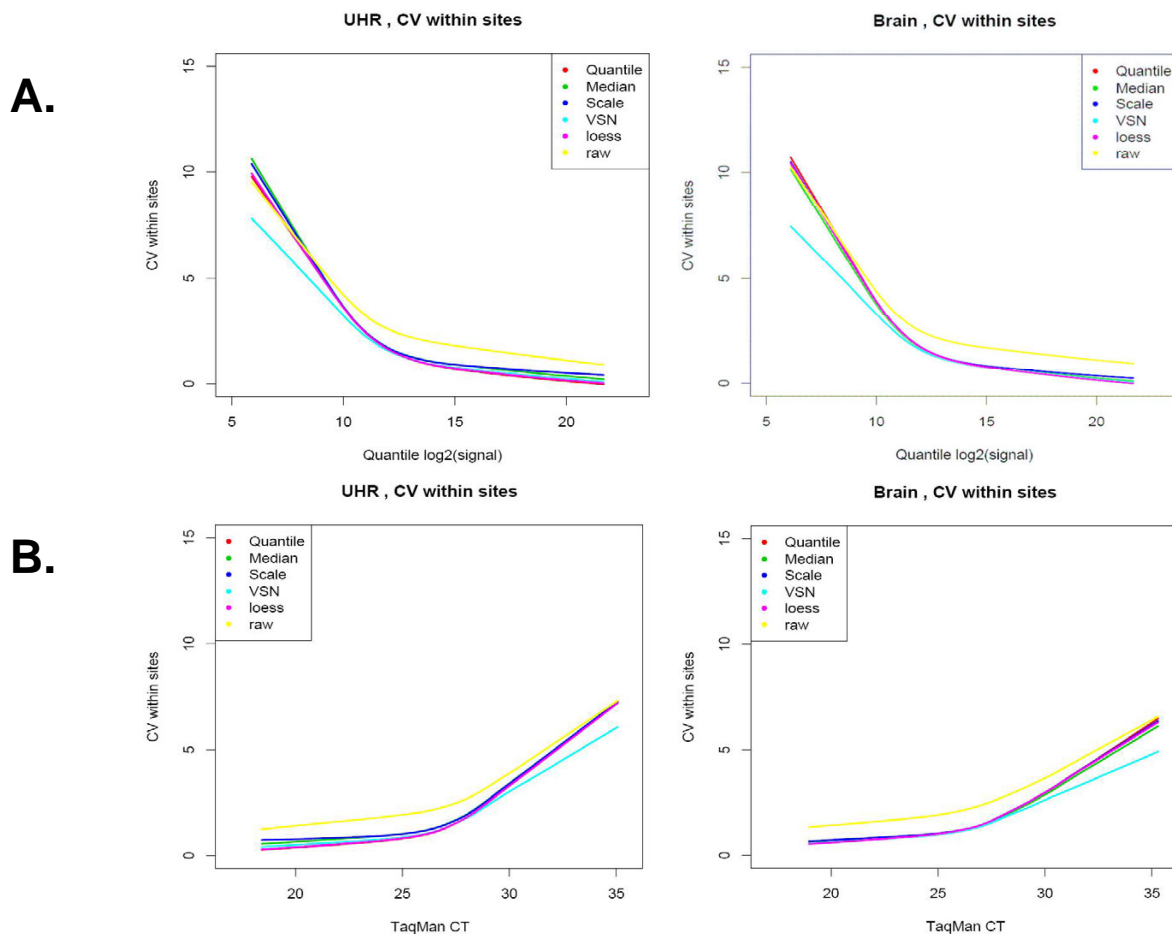 A.
UHR , CV within sites
CV within sites
15
10
5
0
Quantile
Median
Scale
VSN
loess
raw
5 10 15 20
Quantile log2(signal)
Brain , CV within sites
CV within sites
15
10
5
0
Quantile
Median
Scale
VSN
loess
raw
5 10 15 20
Quantile log2(signal)
B.
UHR , CV within sites
CV within sites
15
10
5
0
Quantile
Median
Scale
VSN
loess
raw
20 25 30 35
TaqMan CT
Brain , CV within sites
CV within sites
15
10
5
0
Quantile
Median
Scale
VSN
loess
raw
20 25 30 35
TaqMan CT